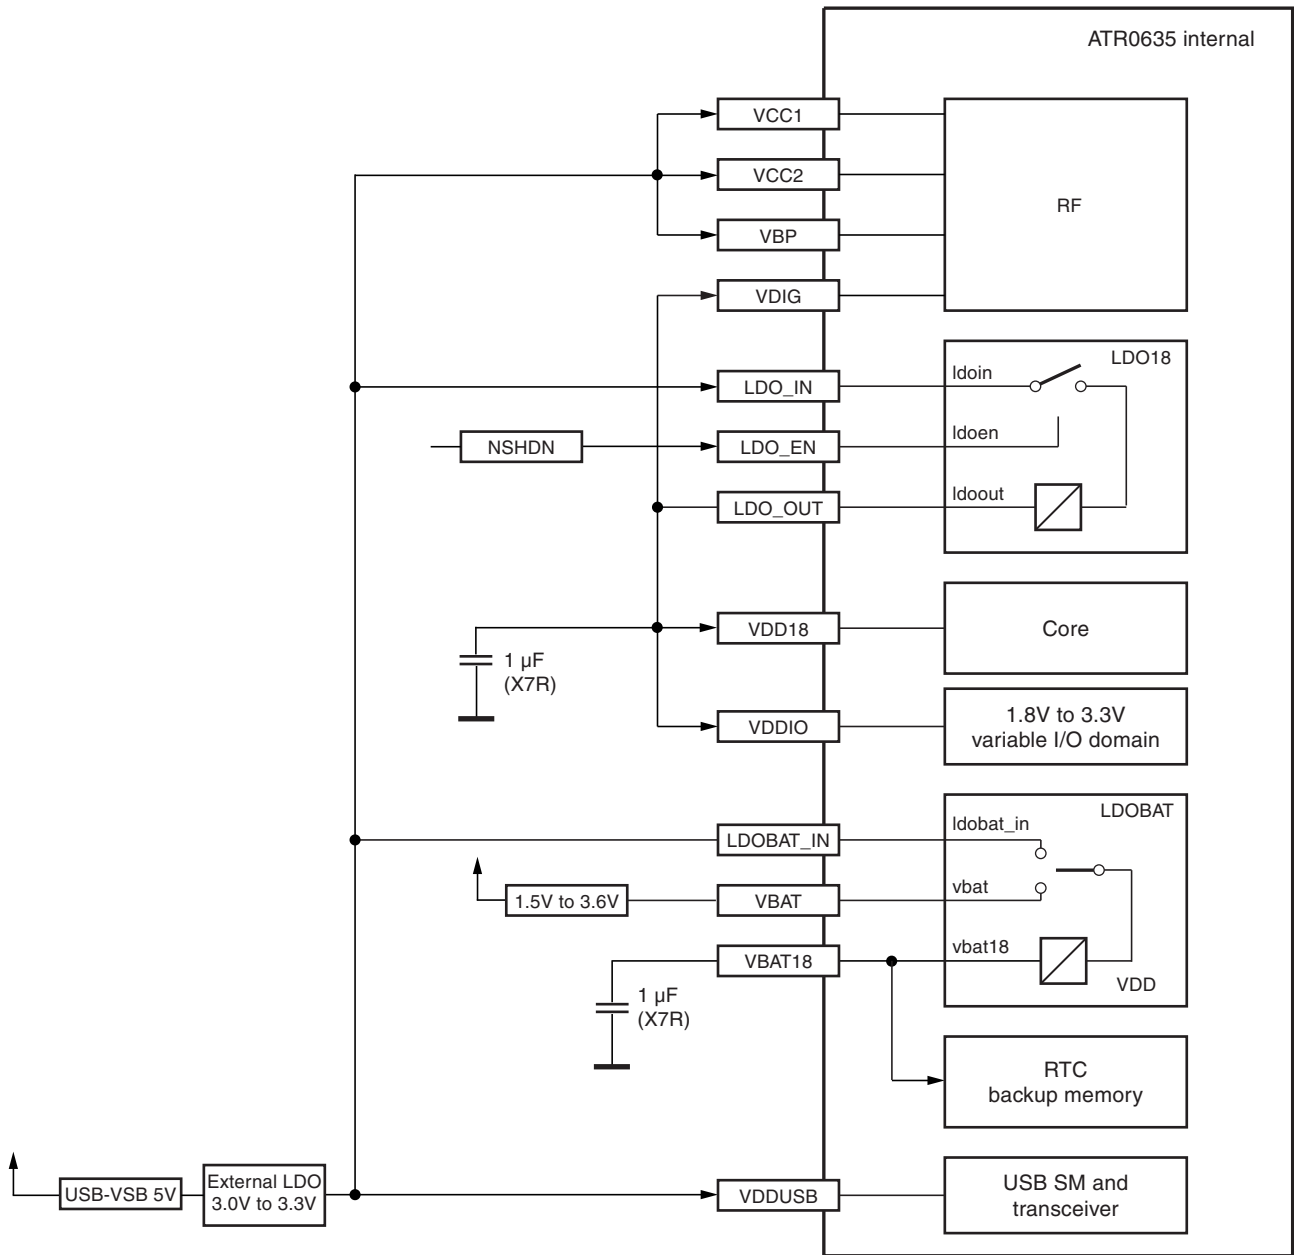 ATR0635 internal
VCC1
VCC2
VBP
VDIG
RF
LDO18
LDO_IN
ldoin
NSHDN
LDO_EN
ldoen
LDO_OUT
ldoout
VDD18
Core
1 µF
(X7R)
VDDIO
1.8V to 3.3V
variable I/O domain
LDOBAT
LDOBAT_IN
ldobat_in
1.5V to 3.6V
VBAT
vbat
VBAT18
vbat18
VDD
1 µF
(X7R)
RTC
backup memory
USB-VSB 5V
External LDO
3.0V to 3.3V
VDDUSB
USB SM and
transceiver